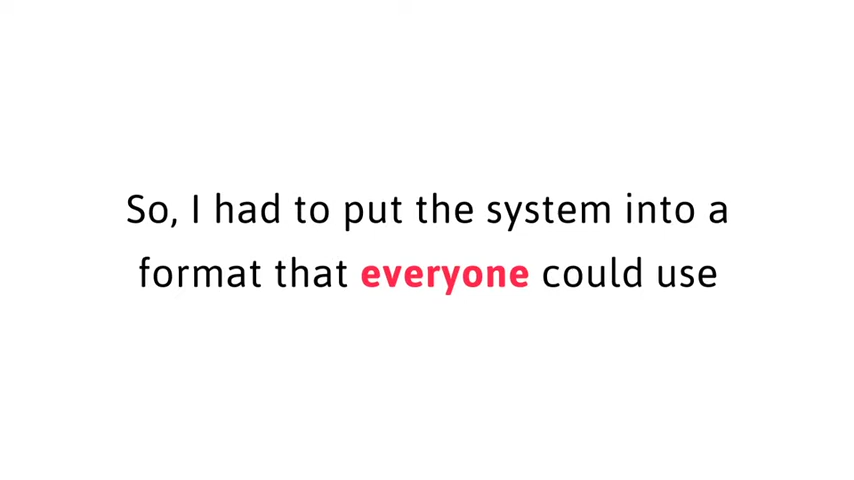 So, I had to put the system into a
format that everyone could use